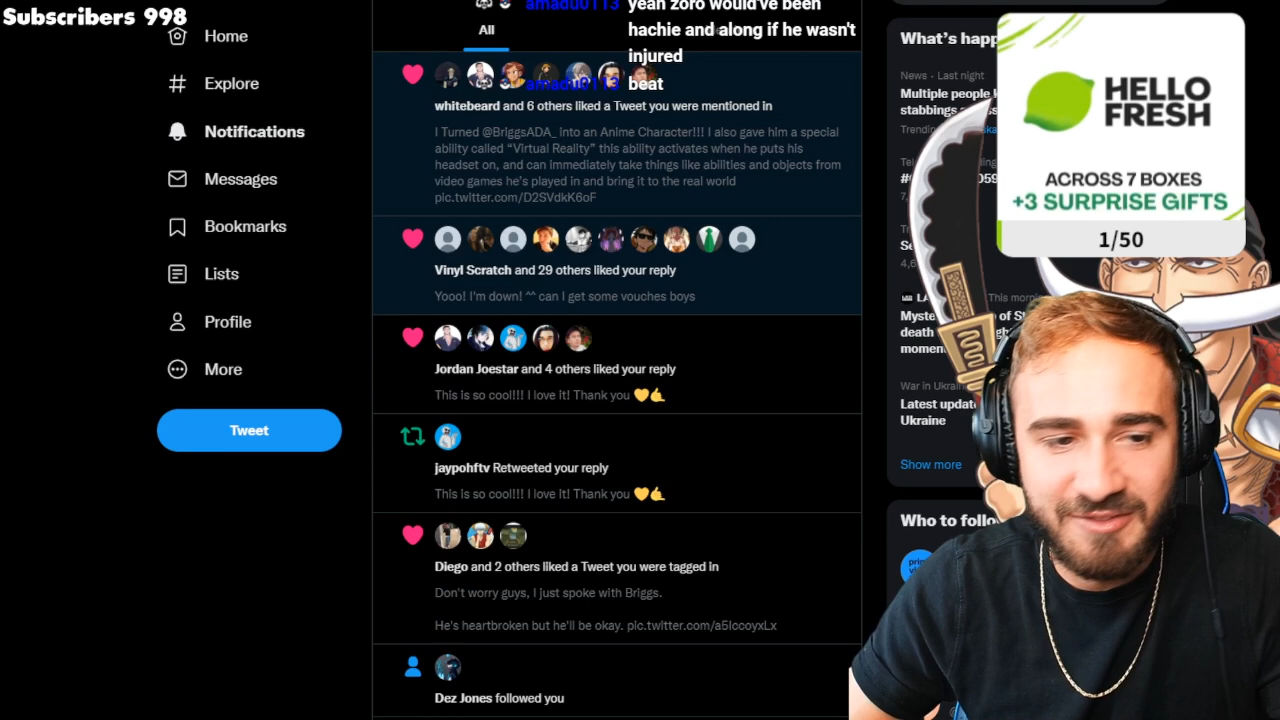 Subscribers 998
Home
Explore
Notifications
Messages
Bookmarks
Lists
Profile
More
Tweet
All
amadu0113 yeah zoro would've been
hachie and along if he wasn't
injured
amadu0113 beat
whitebeard and 6 others liked a Tweet you were mentioned in
I Turned @BriggsADA_ into an Anime Character!!! I also gave him a special
ability called “Virtual Reality” this ability activates when he puts his
headset on, and can immediately take things like abilities and objects from
video games he’s played in and bring it to the real world
pic.twitter.com/D2SVdkK6oF
Vinyl Scratch and 29 others liked your reply
Yooo! I'm down! ^^ can I get some vouches boys
Jordan Joestar and 4 others liked your reply
This is so cool!!! I love it! Thank you 💛🤙
jaypohftv Retweeted your reply
This is so cool!!! I love it! Thank you 💛🤙
Diego and 2 others liked a Tweet you were tagged in
Don't worry guys, I just spoke with Briggs.
He's heartbroken but he'll be okay. pic.twitter.com/a5IccoyxLx
Dez Jones followed you
What's happ
News · Last night
Multiple people
stabbings
Trending
War in Ukrain
Latest updat
Ukraine
Show more
Who to follo
HELLO
FRESH
ACROSS 7 BOXES
+3 SURPRISE GIFTS
1/50